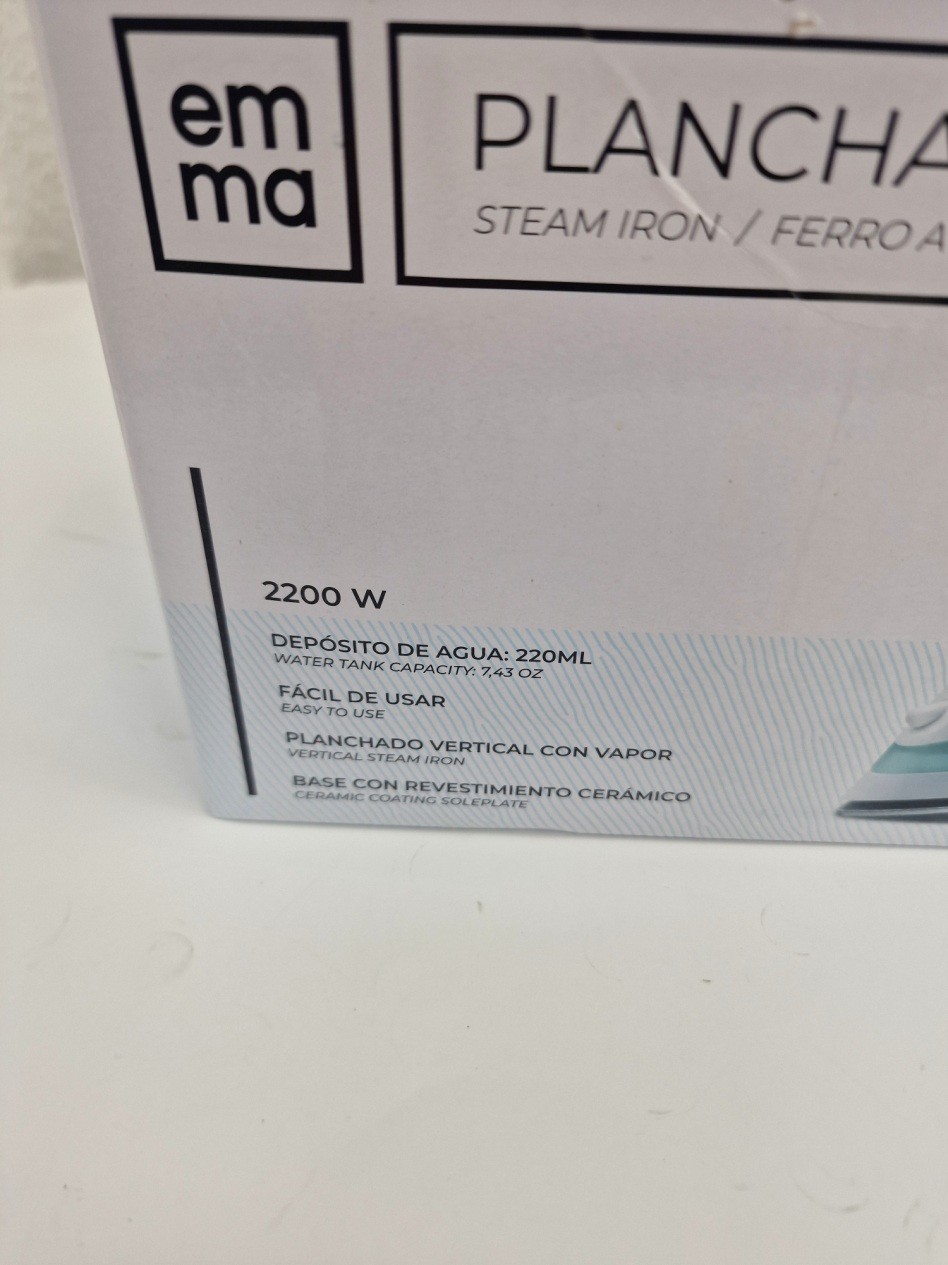 em
ma
PLANCHA
STEAM IRON / FERRO A
2200 W
DEPÓSITO DE AGUA: 220ML
WATER TANK CAPACITY: 7,43 OZ
FÁCIL DE USAR
EASY TO USE
PLANCHADO VERTICAL CON VAPOR
VERTICAL STEAM IRON
BASE CON REVESTIMIENTO CERÁMICO
CERAMIC COATING SOLEPLATE